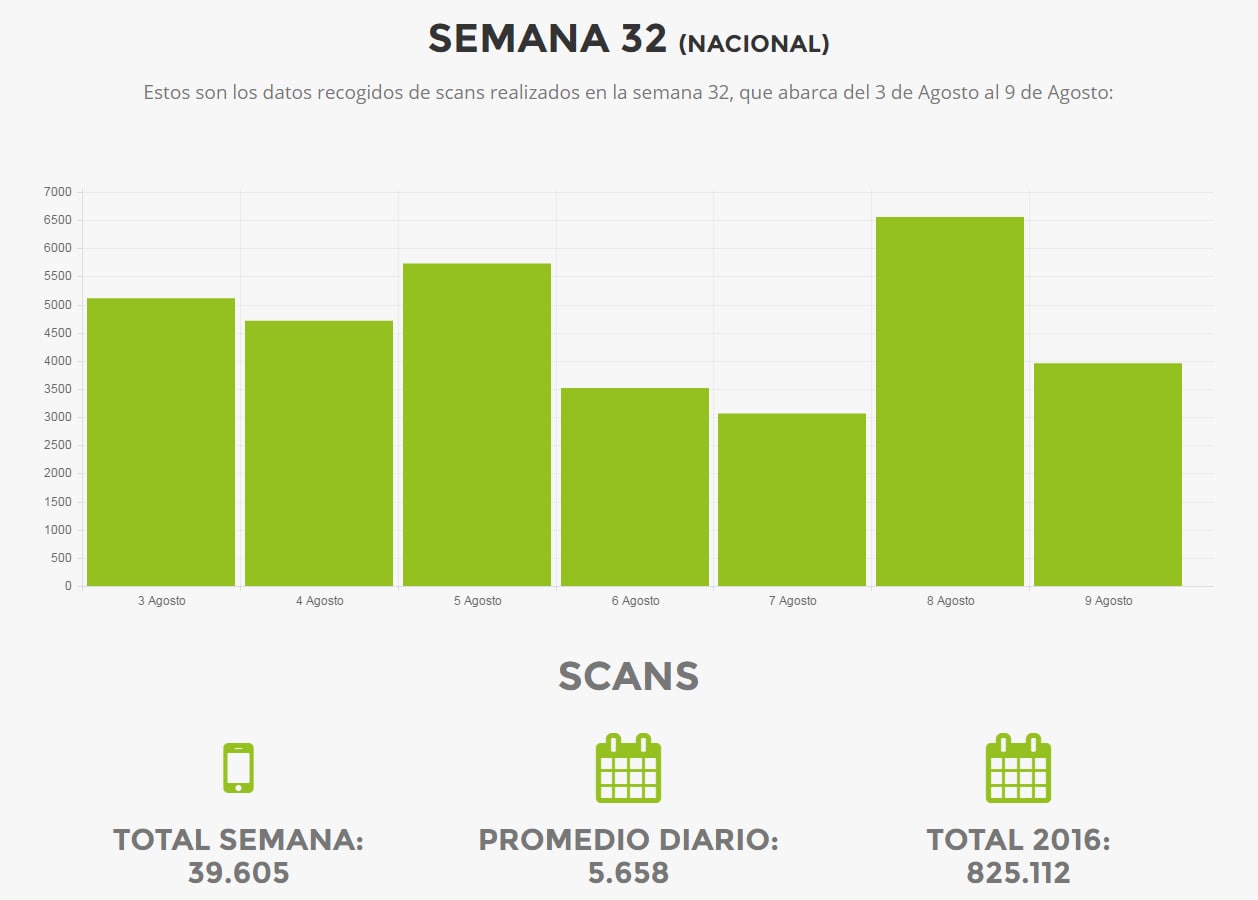 SEMANA 32 (NACIONAL)
Estos son los datos recogidos de scans realizados en la semana 32, que abarca del 3 de Agosto al 9 de Agosto:
7000
6500
6000
5500
5000
4500
4000
3500
3000
2500
2000
1500
1000
500
0
3 Agosto
4 Agosto
5 Agosto
6 Agosto
7 Agosto
8 Agosto
9 Agosto
SCANS
TOTAL SEMANA:
39.605
PROMEDIO DIARIO:
5.658
TOTAL 2016:
825.112